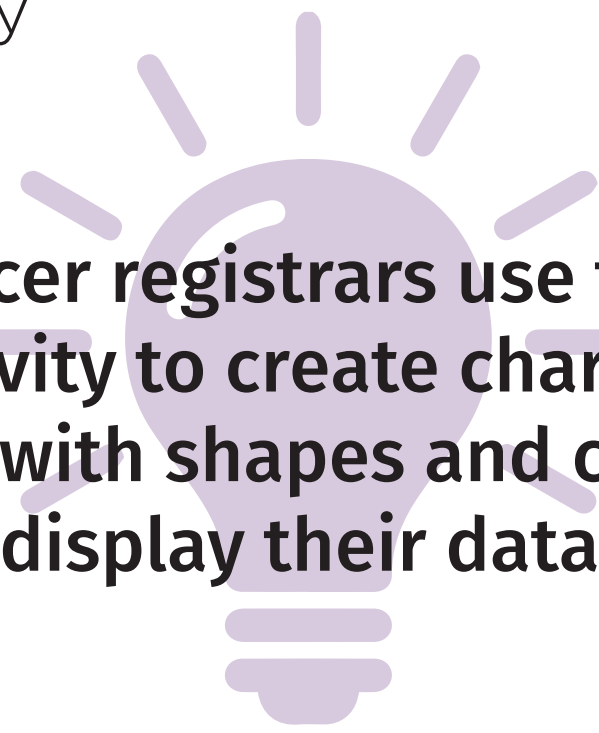 y
cer registrars use
vity to create char
with shapes and c
display their data